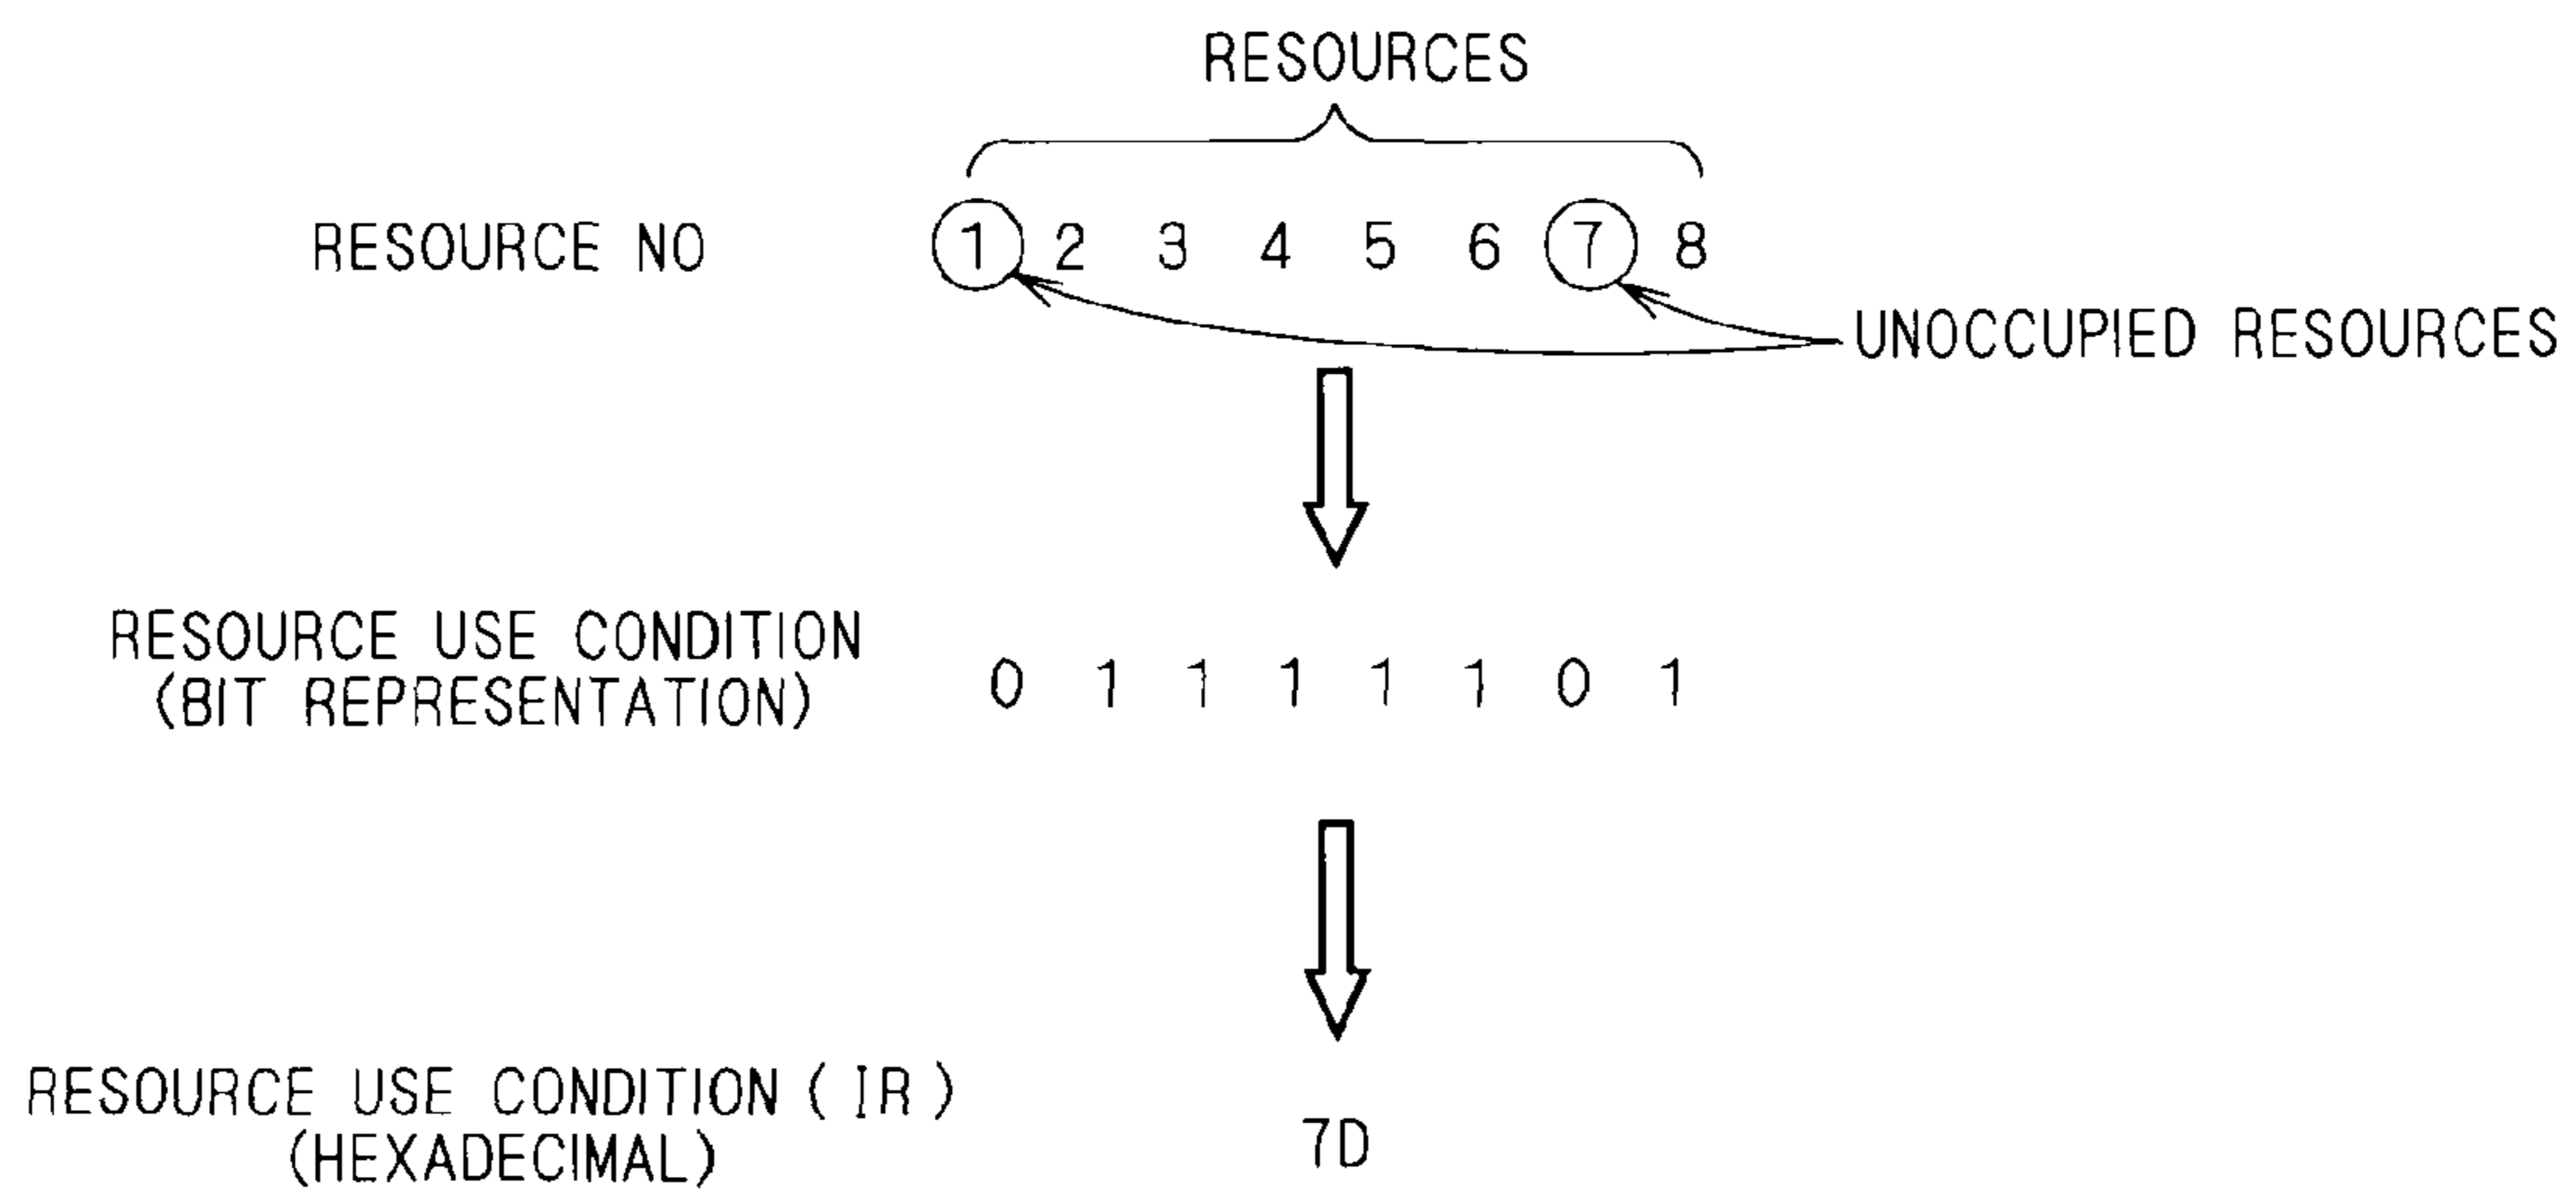 RESOURCES
RESOURCE NO 1 2 3 4 5 6 7 8
UNOCCUPIED RESOURCES
RESOURCE USE CONDITION
(BIT REPRESENTATION)
0 1 1 1 1 1 0 1
RESOURCE USE CONDITION (IR)
(HEXADECIMAL)
7D